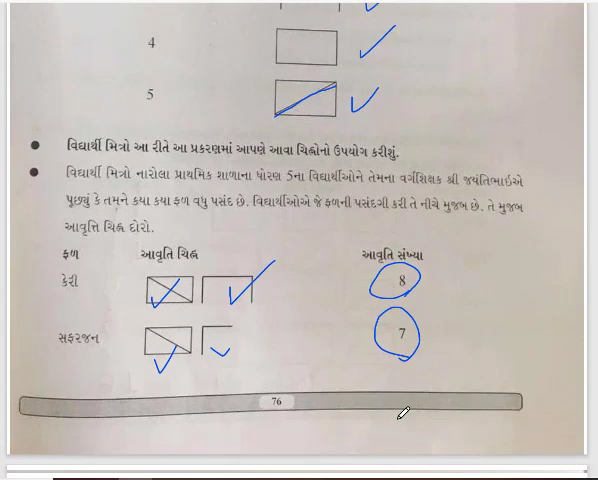 4
5
વિદ્યાર્થી મિત્રો આ રીતે આ પ્રકરણમાં આપણે આવા ચિહ્નોનો ઉપયોગ કરીશું.
વિદ્યાર્થી મિત્રો નારોલા પ્રાથમિક શાળાના ધોરણ 5ના વિદ્યાર્થીઓને તેમના વર્ગશિક્ષક શ્રી જયંતિભાઈએ
પૂછ્યું કે તમને કયા કયા ફળ વધુ પસંદ છે. વિદ્યાર્થીઓએ જે ફળની પસંદગી કરી તે નીચે મુજબ છે. તે મુજબ
આવૃત્તિ ચિહ્ન દોરો.
ફળ આવૃતિ ચિહ્ન આવૃતિ સંખ્યા
કેરી 8
સફરજન 7
76